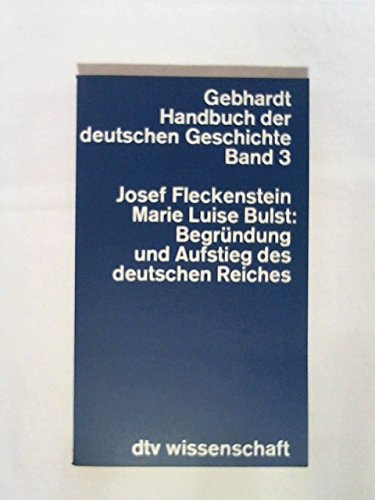 Gebhardt
Handbuch der
deutschen Geschichte
Band 3
Josef Fleckenstein
Marie Luise Bulst:
Begründung
und Aufstieg des
deutschen Reiches
dtv wissenschaft